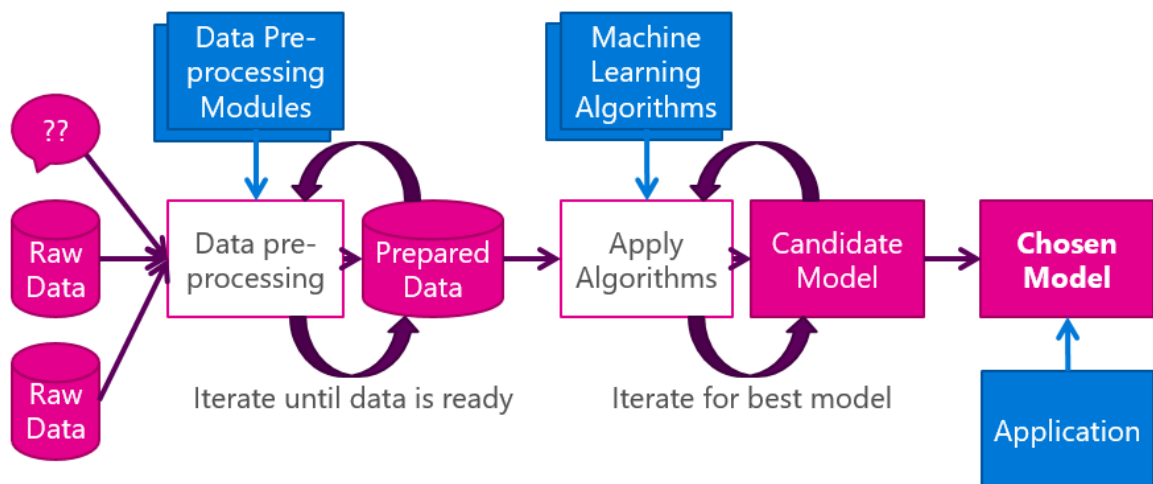 Data Pre-
processing
Modules
Machine
Learning
Algorithms
??
Raw
Data
Data pre-
processing
Prepared
Data
Apply
Algorithms
Candidate
Model
Chosen
Model
Raw
Data
Iterate until data is ready
Iterate for best model
Application